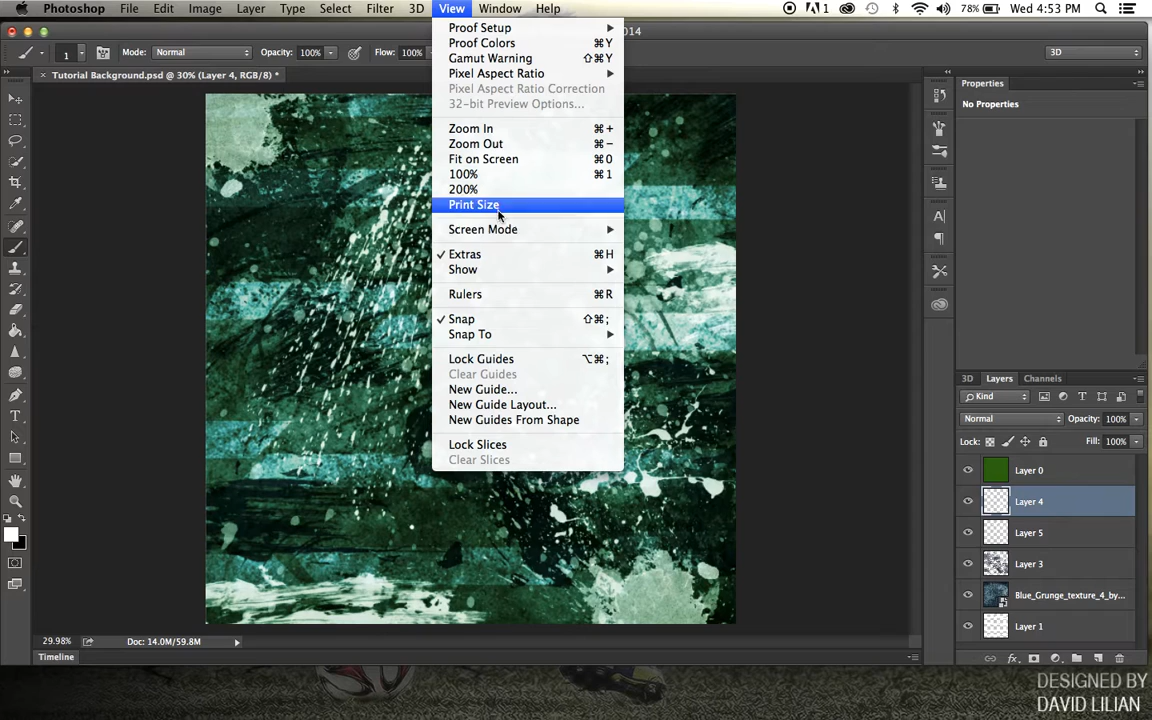 Photoshop File Edit Image Layer Type Select Filter 3D View Window Help 1 78% Wed 4:53 PM
2014
1 Mode: Normal Opacity: 100% Flow: 100% 3D
× Tutorial Background.psd @ 30% (Layer 4, RGB/8) *
Proof Setup
Proof Colors ⌘Y
Gamut Warning ⇧⌘Y
Pixel Aspect Ratio
Pixel Aspect Ratio Correction
32-bit Preview Options...
Zoom In ⌘+
Zoom Out ⌘−
Fit on Screen ⌘0
100% ⌘1
200%
Print Size
Screen Mode
Extras ⌘H
Show
Rulers ⌘R
Snap ⇧⌘;
Snap To
Lock Guides ⌥⌘;
Clear Guides
New Guide...
New Guide Layout...
New Guides From Shape
Lock Slices
Clear Slices
Properties
No Properties
3D Layers Channels
Kind
Normal Opacity: 100%
Lock: Fill: 100%
Layer 0
Layer 4
Layer 5
Layer 3
Blue_Grunge_texture_4_by...
Layer 1
29.98% Doc: 14.0M/59.8M
Timeline
DESIGNED BY
DAVID LILIAN